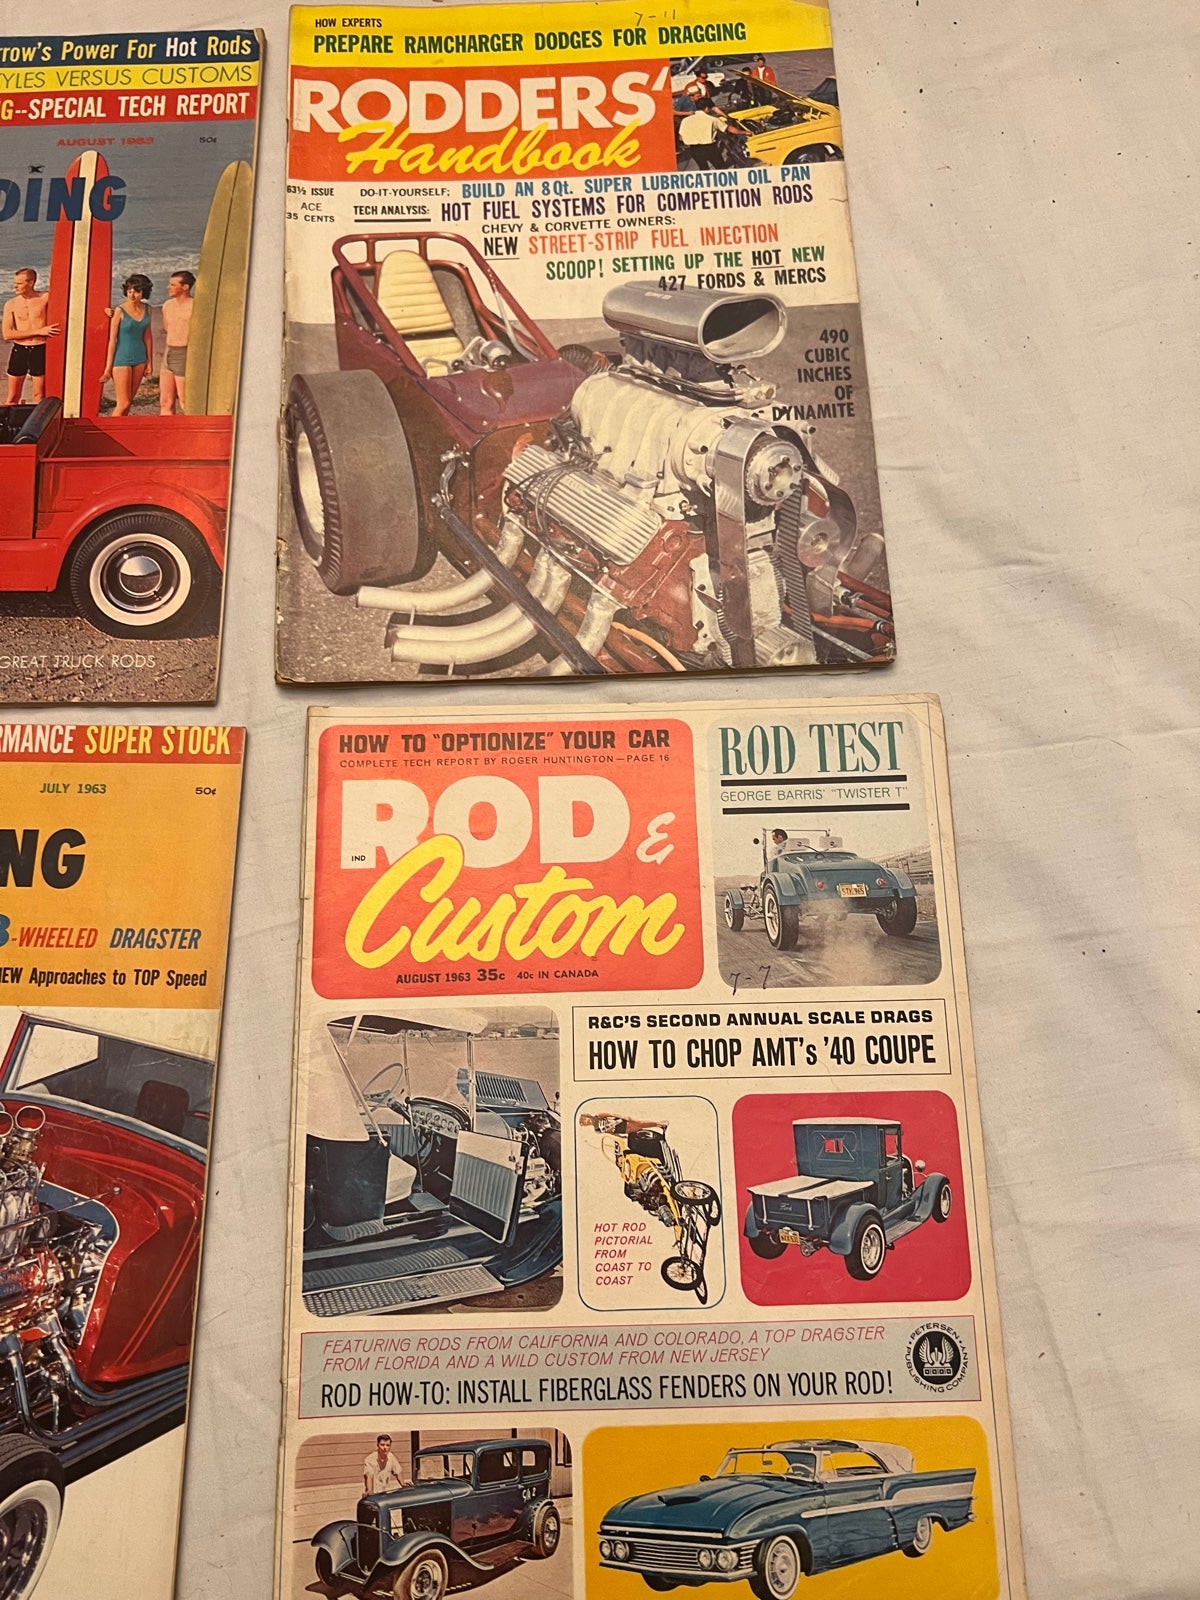 rrow's Power For Hot Rods
YLES VERSUS CUSTOMS
G--SPECIAL TECH REPORT
AUGUST 1963 50¢
DING
GREAT TRUCK RODS
HOW EXPERTS
7-11
PREPARE RAMCHARGER DODGES FOR DRAGGING
RODDERS'
Handbook
63½ ISSUE
ACE
35 CENTS
DO-IT-YOURSELF: BUILD AN 8 Qt. SUPER LUBRICATION OIL PAN
TECH ANALYSIS: HOT FUEL SYSTEMS FOR COMPETITION RODS
CHEVY & CORVETTE OWNERS:
NEW STREET-STRIP FUEL INJECTION
SCOOP! SETTING UP THE HOT NEW
427 FORDS & MERCS
490
CUBIC
INCHES
OF
DYNAMITE
RMANCE SUPER STOCK
JULY 1963 50¢
NG
3-WHEELED DRAGSTER
EW Approaches to TOP Speed
HOW TO "OPTIONIZE" YOUR CAR
COMPLETE TECH REPORT BY ROGER HUNTINGTON—PAGE 16
ROD &
IND
Custom
AUGUST 1963 35c 40c IN CANADA
ROD TEST
GEORGE BARRIS' "TWISTER T"
7-7
R&C'S SECOND ANNUAL SCALE DRAGS
HOW TO CHOP AMT's '40 COUPE
HOT ROD
PICTORIAL
FROM
COAST TO
COAST
FEATURING RODS FROM CALIFORNIA AND COLORADO, A TOP DRAGSTER
FROM FLORIDA AND A WILD CUSTOM FROM NEW JERSEY
ROD HOW-TO: INSTALL FIBERGLASS FENDERS ON YOUR ROD!
PETERSEN PUBLISHING COMPANY